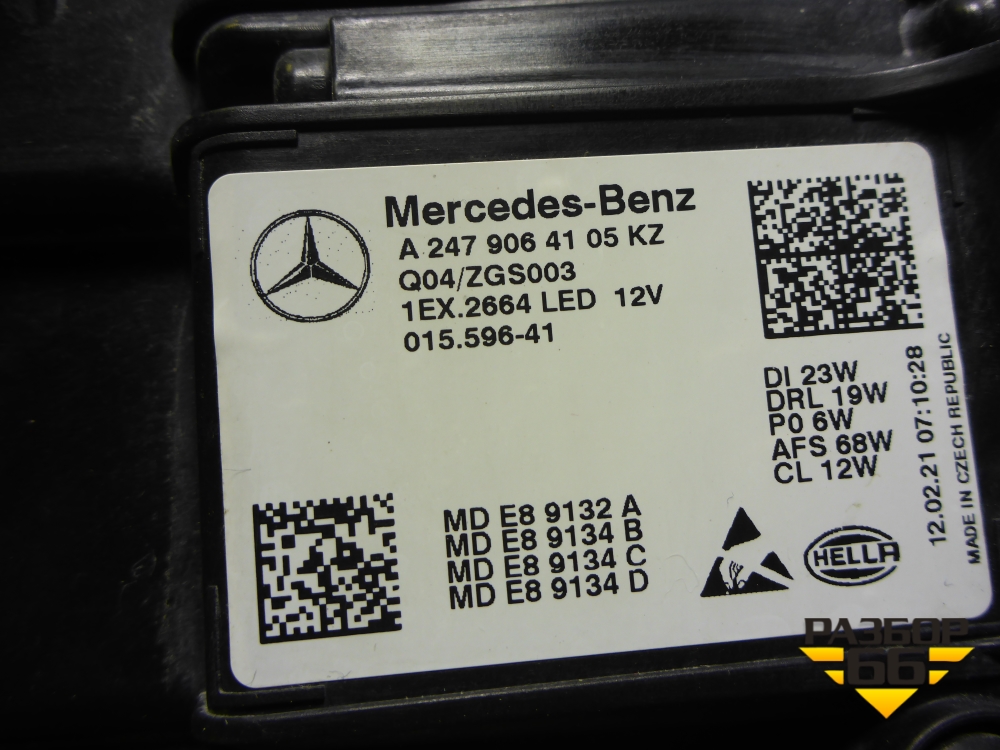 Mercedes-Benz
A 247 906 41 05 KZ
Q04/ZGS003
1EX.2664 LED 12V
015.596-41
DI 23W
DRL 19W
P0 6W
AFS 68W
CL 12W
12.02.21 07:10:28
MADE IN CZECH REPUBLIC
MD E8 9132 A
MD E8 9134 B
MD E8 9134 C
MD E8 9134 D
HELLA
РАЗБОР
66